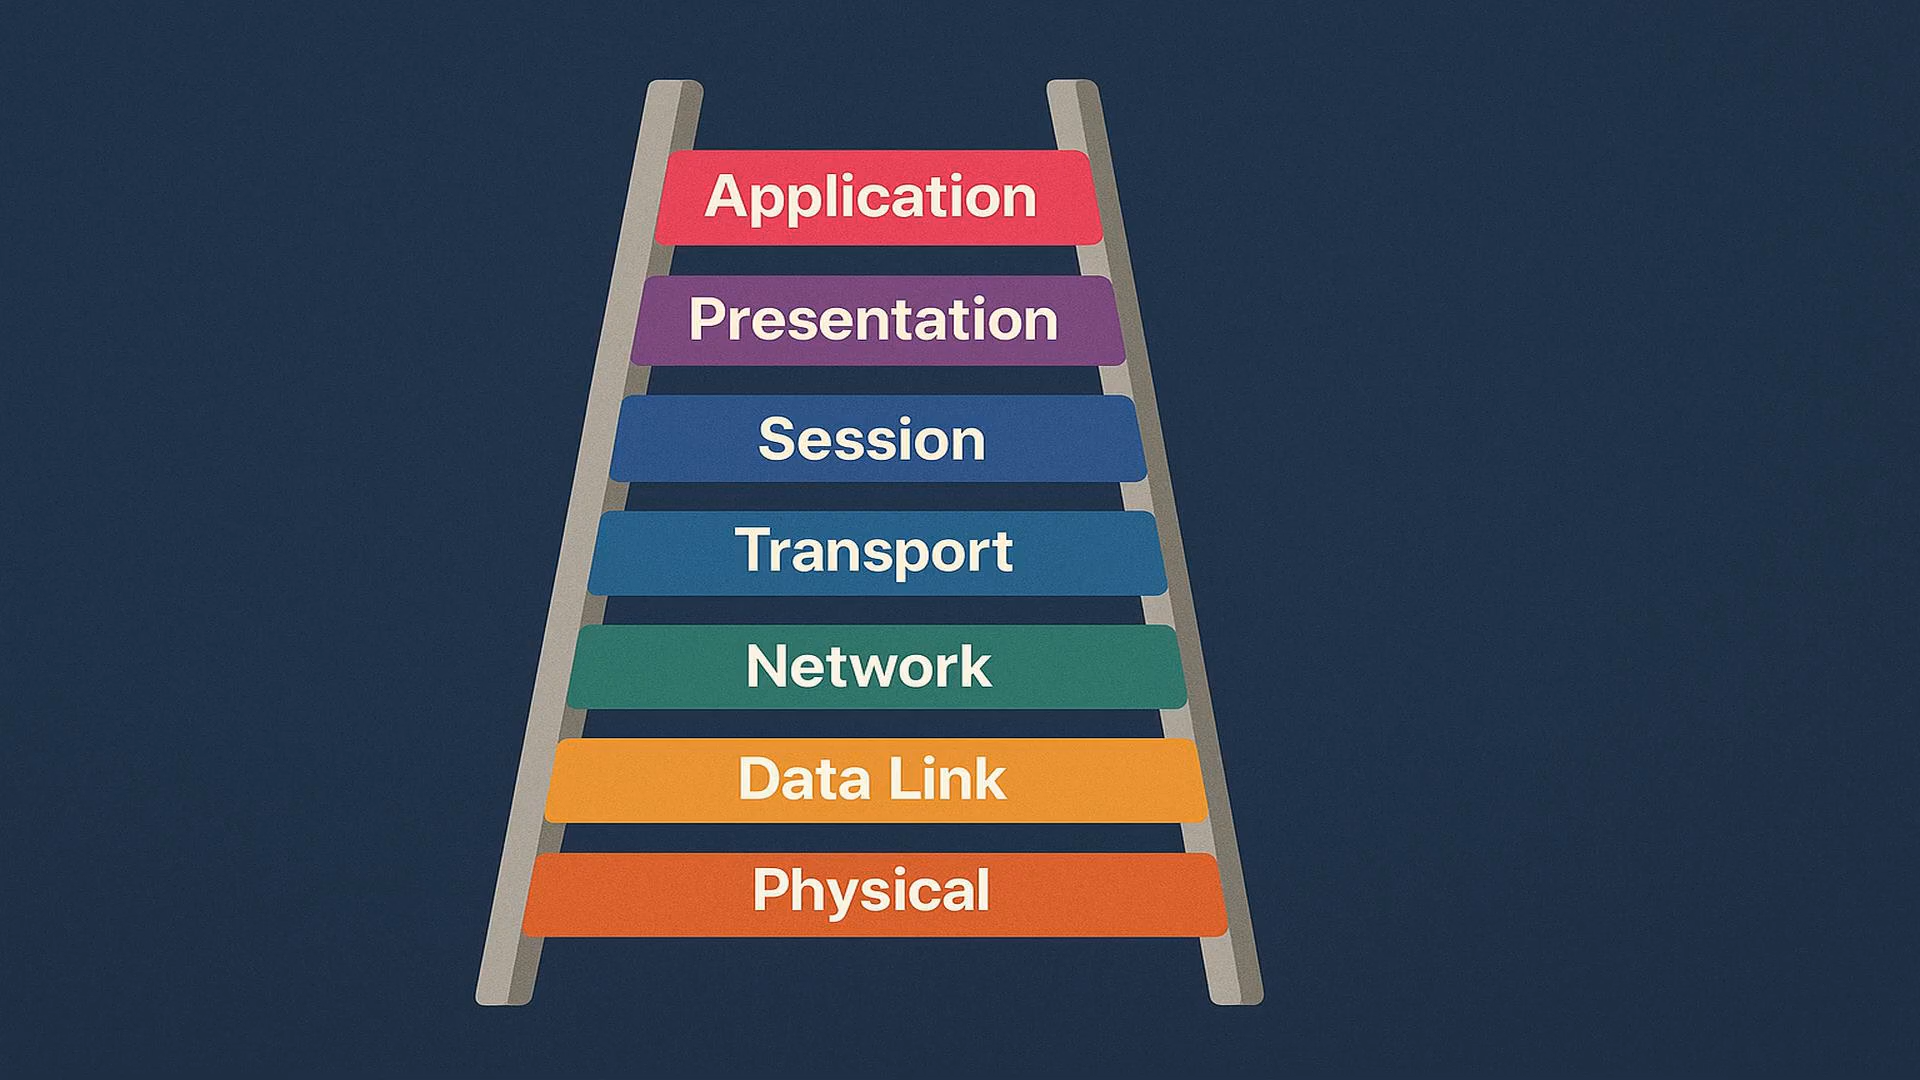 Application
Presentation
Session
Transport
Network
Data Link
Physical